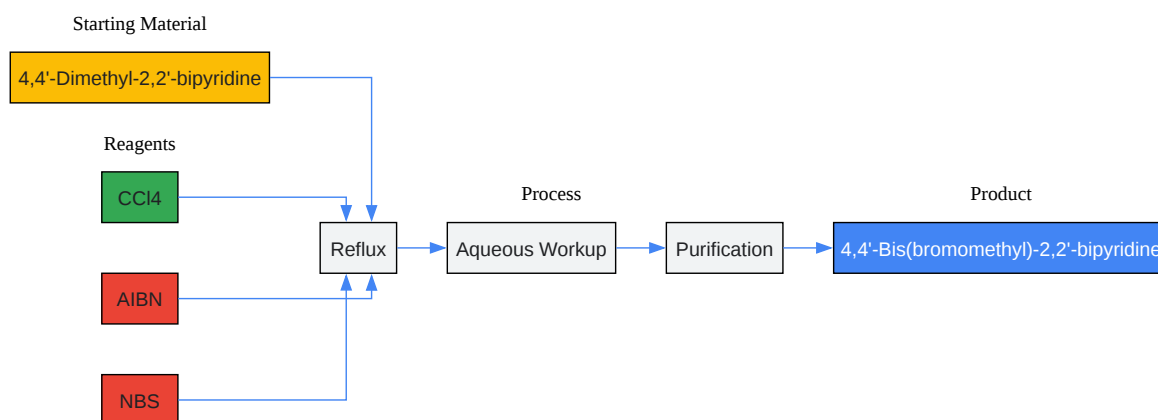 Starting Material
4,4'-Dimethyl-2,2'-bipyridine
Reagents
CCl4
Process
Product
Reflux
Aqueous Workup
Purification
4,4'-Bis(bromomethyl)-2,2'-bipyridine
AIBN
NBS